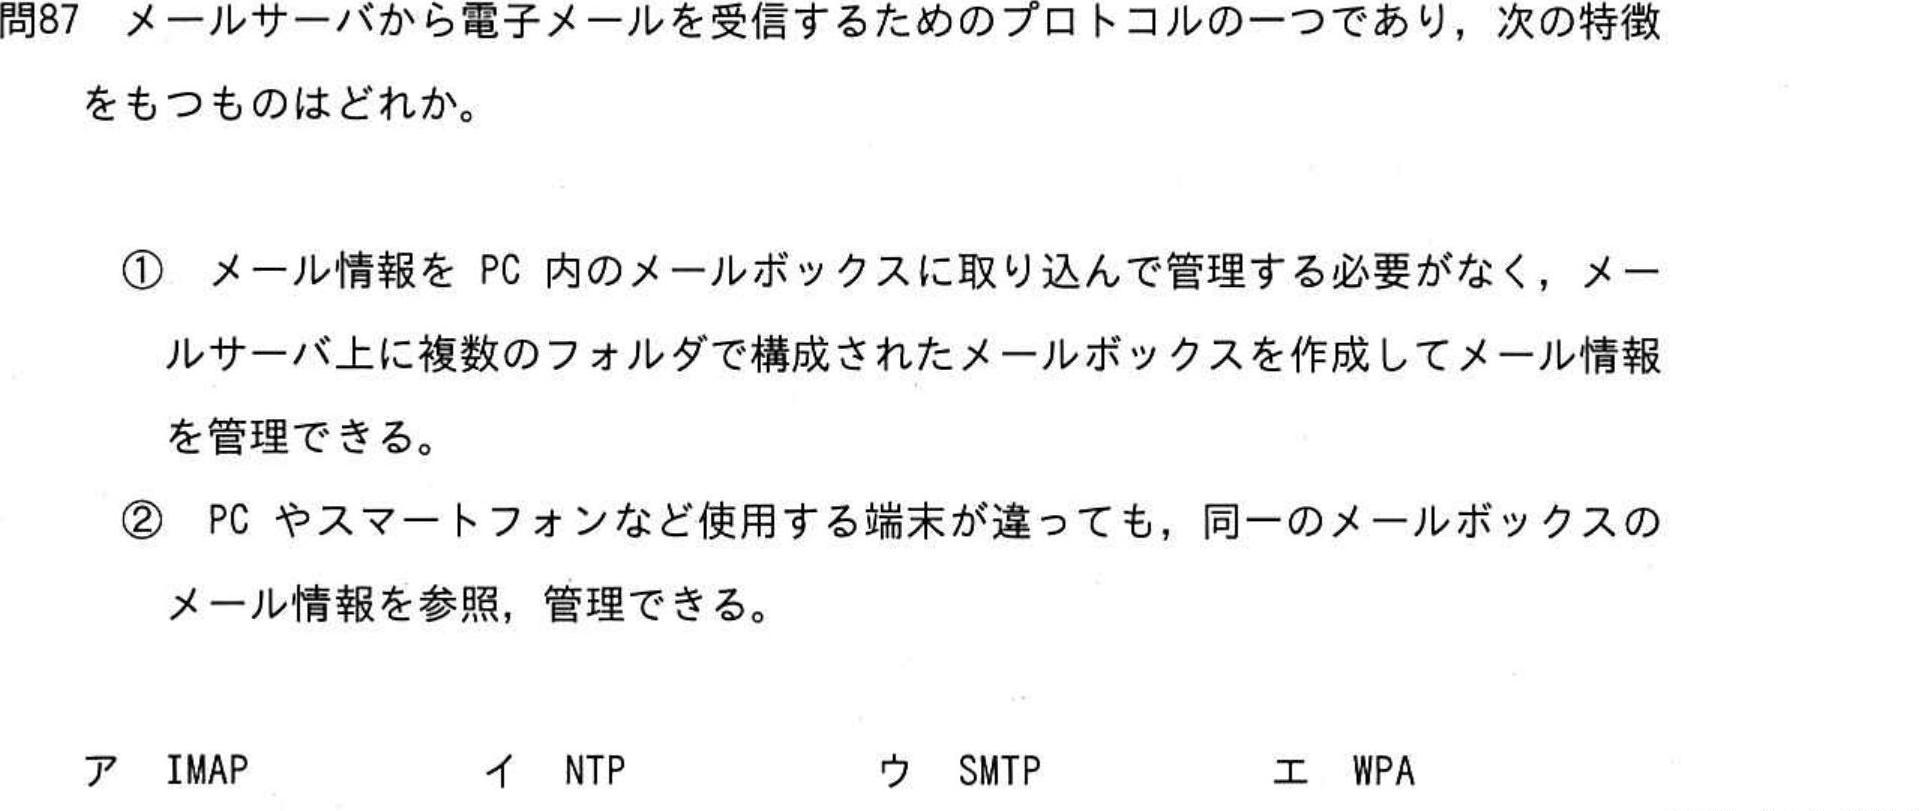 問87　メールサーバから電子メールを受信するためのプロトコルの一つであり，次の特徴
をもつものはどれか。
①　メール情報を PC 内のメールボックスに取り込んで管理する必要がなく，メー
ルサーバ上に複数のフォルダで構成されたメールボックスを作成してメール情報
を管理できる。
②　PC やスマートフォンなど使用する端末が違っても，同一のメールボックスの
メール情報を参照，管理できる。
ア　IMAP　イ　NTP　ウ　SMTP　エ　WPA